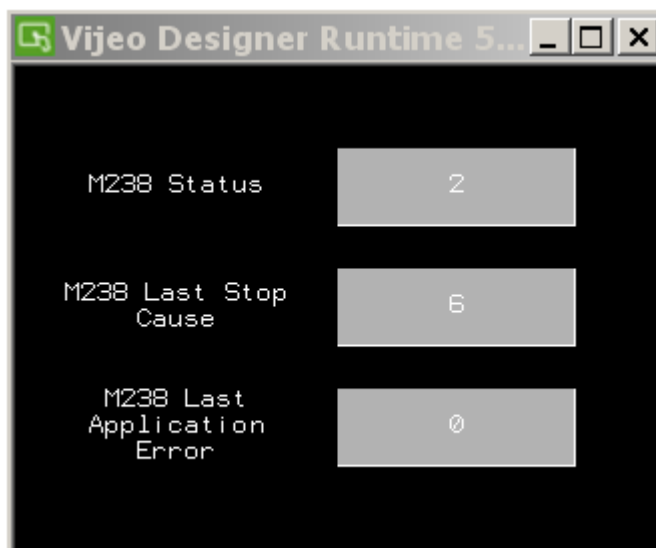 Vijeo Designer Runtime 5...
M238 Status
2
M238 Last Stop
Cause
6
M238 Last
Application
Error
0